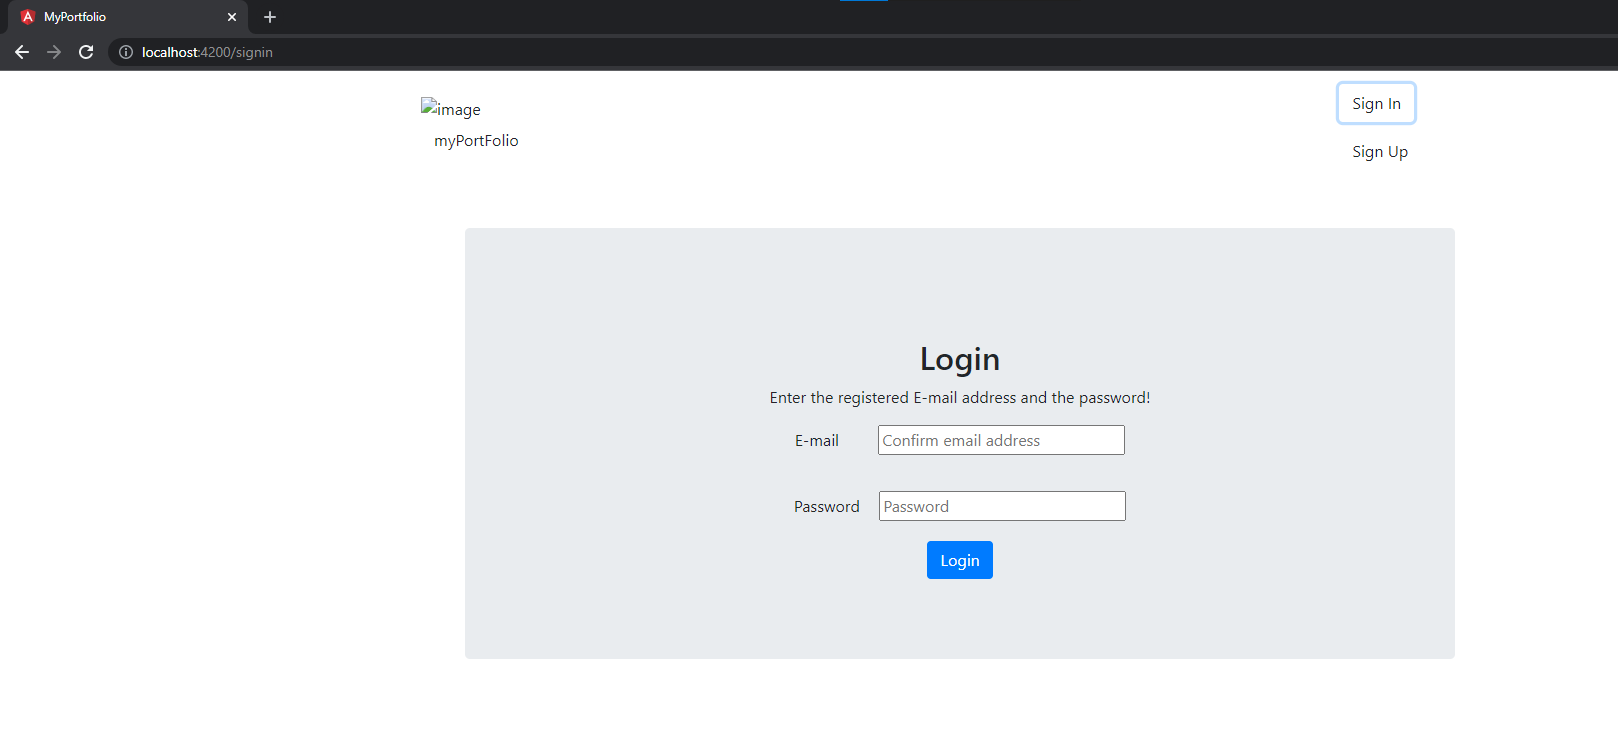 MyPortfolio
localhost:4200/signin
image
myPortFolio
Sign In
Sign Up
Login
Enter the registered E-mail address and the password!
E-mail Confirm email address
Password Password
Login